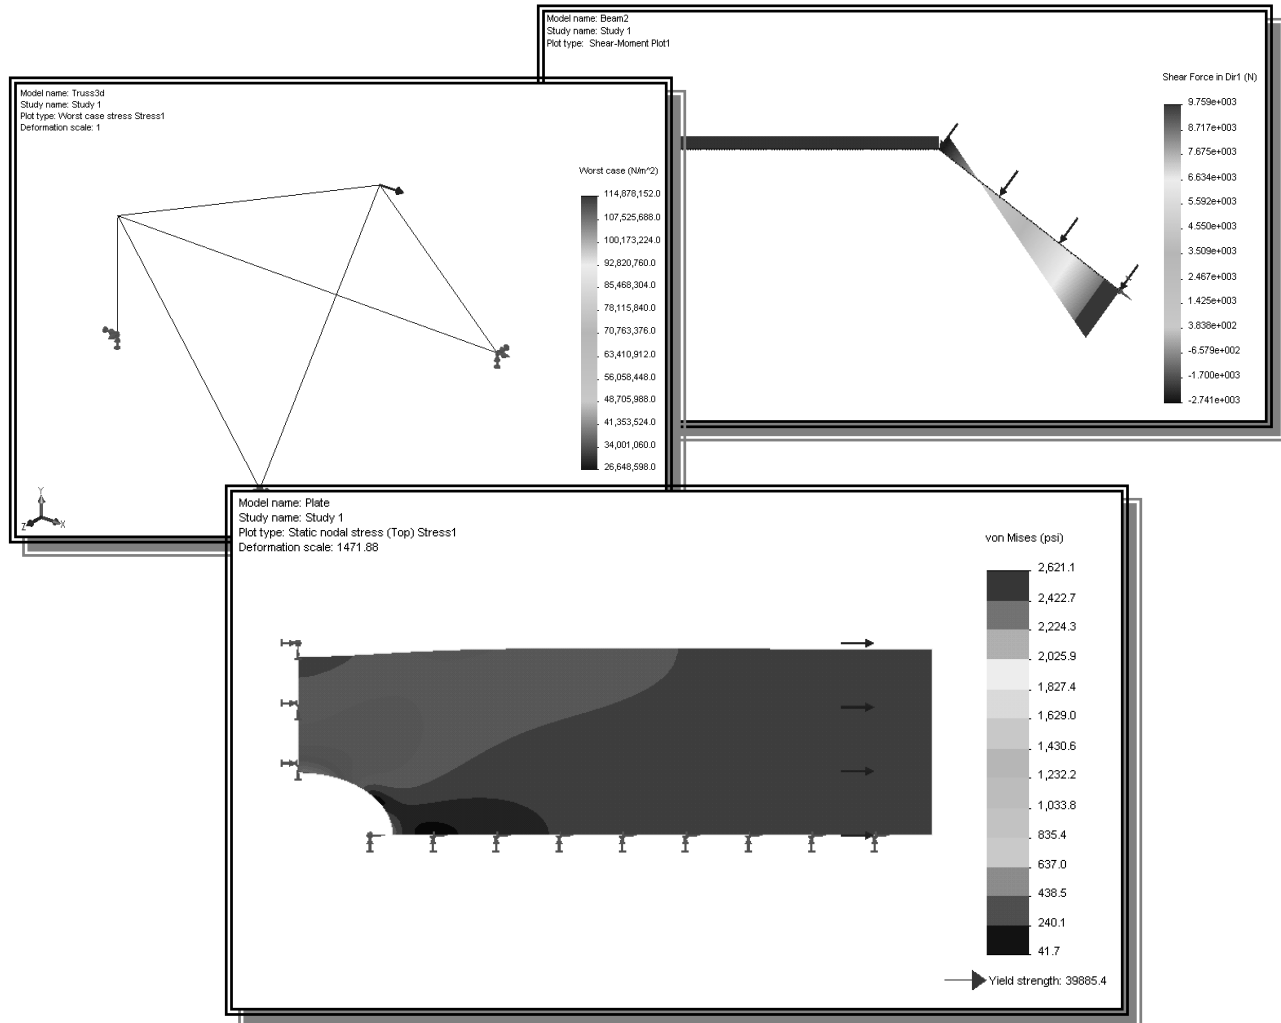 Model name: Beam2
Study name: Study 1
Plot type: Shear-Moment Plot1
Shear Force in Dir1 (N)
9.759e+003
8.717e+003
7.675e+003
6.634e+003
5.592e+003
4.550e+003
3.509e+003
2.467e+003
1.425e+003
3.838e+002
-6.579e+002
-1.700e+003
-2.741e+003
Model name: Truss3d
Study name: Study 1
Plot type: Worst case stress Stress1
Deformation scale: 1
Worst case (N/m^2)
114,878,152.0
107,525,688.0
100,173,224.0
92,820,760.0
85,468,304.0
78,115,840.0
70,763,376.0
63,410,912.0
56,058,448.0
48,705,988.0
41,353,524.0
34,001,060.0
26,648,598.0
Y
Z
X
Model name: Plate
Study name: Study 1
Plot type: Static nodal stress (Top) Stress1
Deformation scale: 1471.88
von Mises (psi)
2,621.1
2,422.7
2,224.3
2,025.9
1,827.4
1,629.0
1,430.6
1,232.2
1,033.8
835.4
637.0
438.5
240.1
41.7
Yield strength: 39885.4